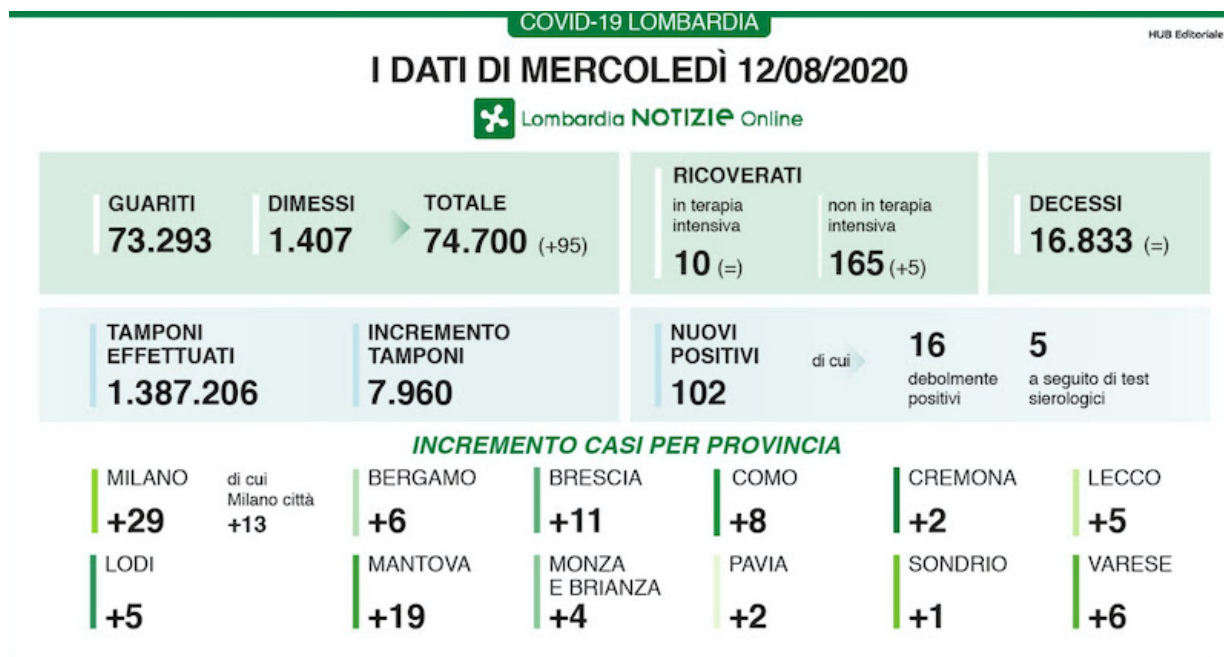 COVID-19 LOMBARDIA
HUB Editoriale
I DATI DI MERCOLEDÌ 12/08/2020
Lombardia NOTIZIE Online
GUARITI
73.293
DIMESSI
1.407
TOTALE
74.700 (+95)
RICOVERATI
in terapia
intensiva
10 (=)
non in terapia
intensiva
165 (+5)
DECESSI
16.833 (=)
TAMPONI
EFFETTUATI
1.387.206
INCREMENTO
TAMPONI
7.960
NUOVI
POSITIVI
102
di cui
16
debolmente
positivi
5
a seguito di test
sierologici
INCREMENTO CASI PER PROVINCIA
MILANO
+29
di cui
Milano città
+13
BERGAMO
+6
BRESCIA
+11
COMO
+8
CREMONA
+2
LECCO
+5
LODI
+5
MANTOVA
+19
MONZA
E BRIANZA
+4
PAVIA
+2
SONDRIO
+1
VARESE
+6